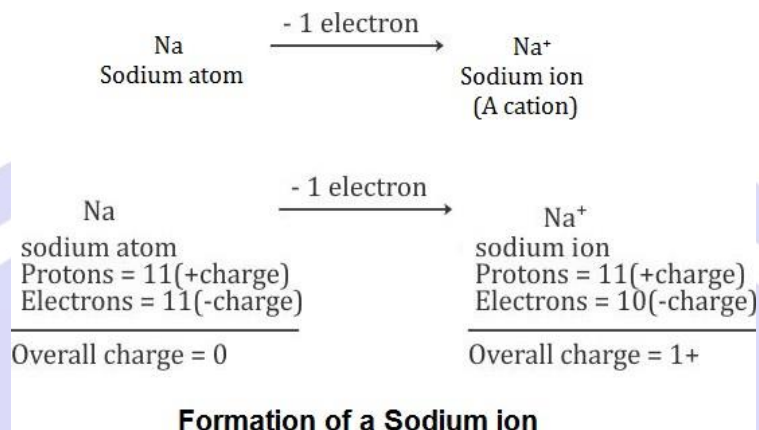 - 1 electron
Na Na⁺
Sodium atom Sodium ion
(A cation)
- 1 electron
Na Na⁺
sodium atom sodium ion
Protons = 11(+charge) Protons = 11(+charge)
Electrons = 11(-charge) Electrons = 10(-charge)
Overall charge = 0 Overall charge = 1+
Formation of a Sodium ion